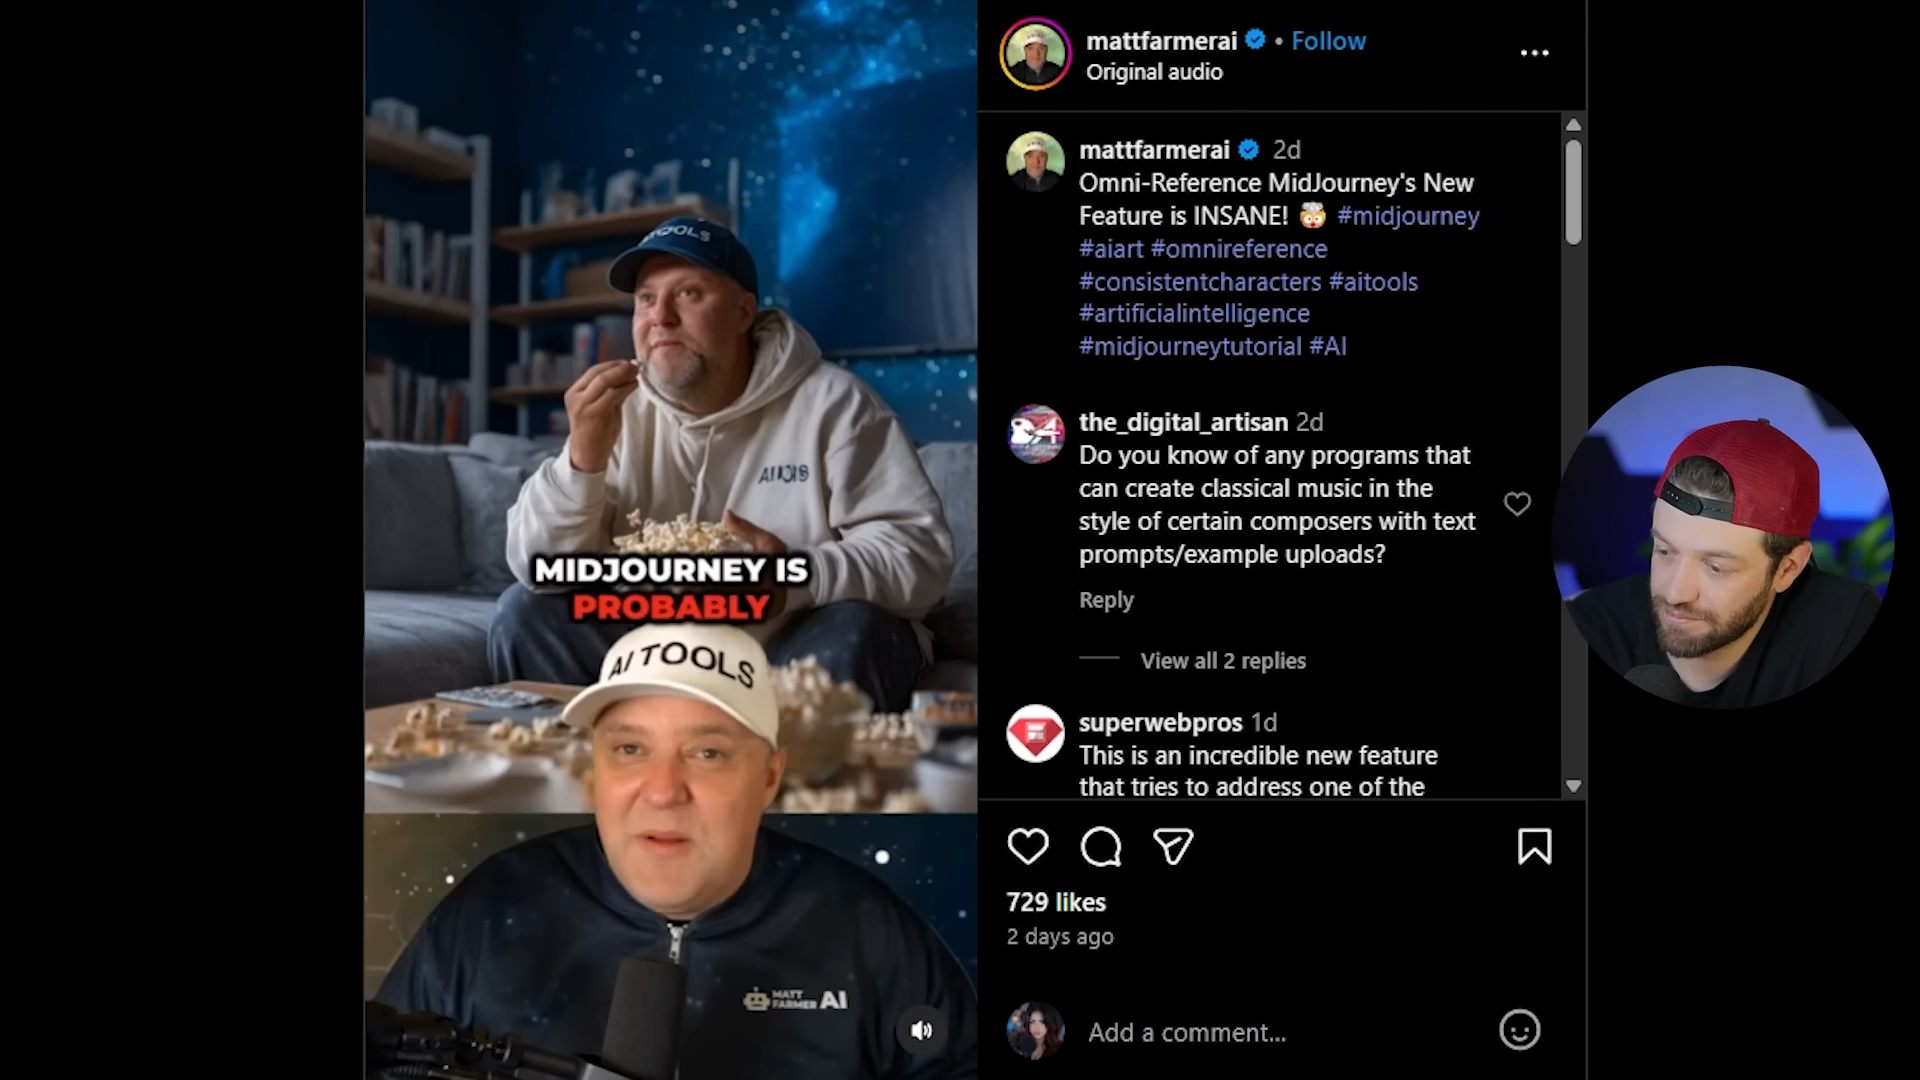 AI TOOLS
MIDJOURNEY IS
PROBABLY
AI TOOLS
MATT
FARMER AI
mattfarmerai • Follow
Original audio
mattfarmerai 2d
Omni-Reference MidJourney's New
Feature is INSANE! 🤯 #midjourney
#aiart #omnireference
#consistentcharacters #aitools
#artificialintelligence
#midjourneytutorial #AI
the_digital_artisan 2d
Do you know of any programs that
can create classical music in the
style of certain composers with text
prompts/example uploads?
Reply
View all 2 replies
superwebpros 1d
This is an incredible new feature
that tries to address one of the
729 likes
2 days ago
Add a comment...